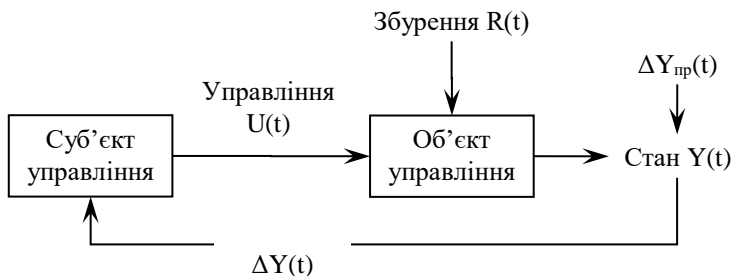 Збурення R(t)
ΔYпр(t)
Управління
U(t)
Суб’єкт
управління
Об’єкт
управління
Стан Y(t)
ΔY(t)